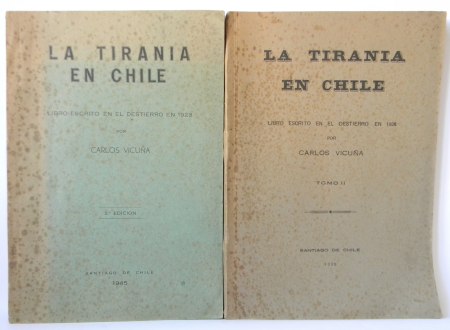 LA TIRANIA
EN CHILE
LIBRO ESCRITO EN EL DESTIERRO EN 1928
POR
CARLOS VICUÑA
2ª EDICION
SANTIAGO DE CHILE
1945
LA TIRANIA
EN CHILE
LIBRO ESCRITO EN EL DESTIERRO EN 1928
POR
CARLOS VICUÑA
TOMO II
SANTIAGO DE CHILE